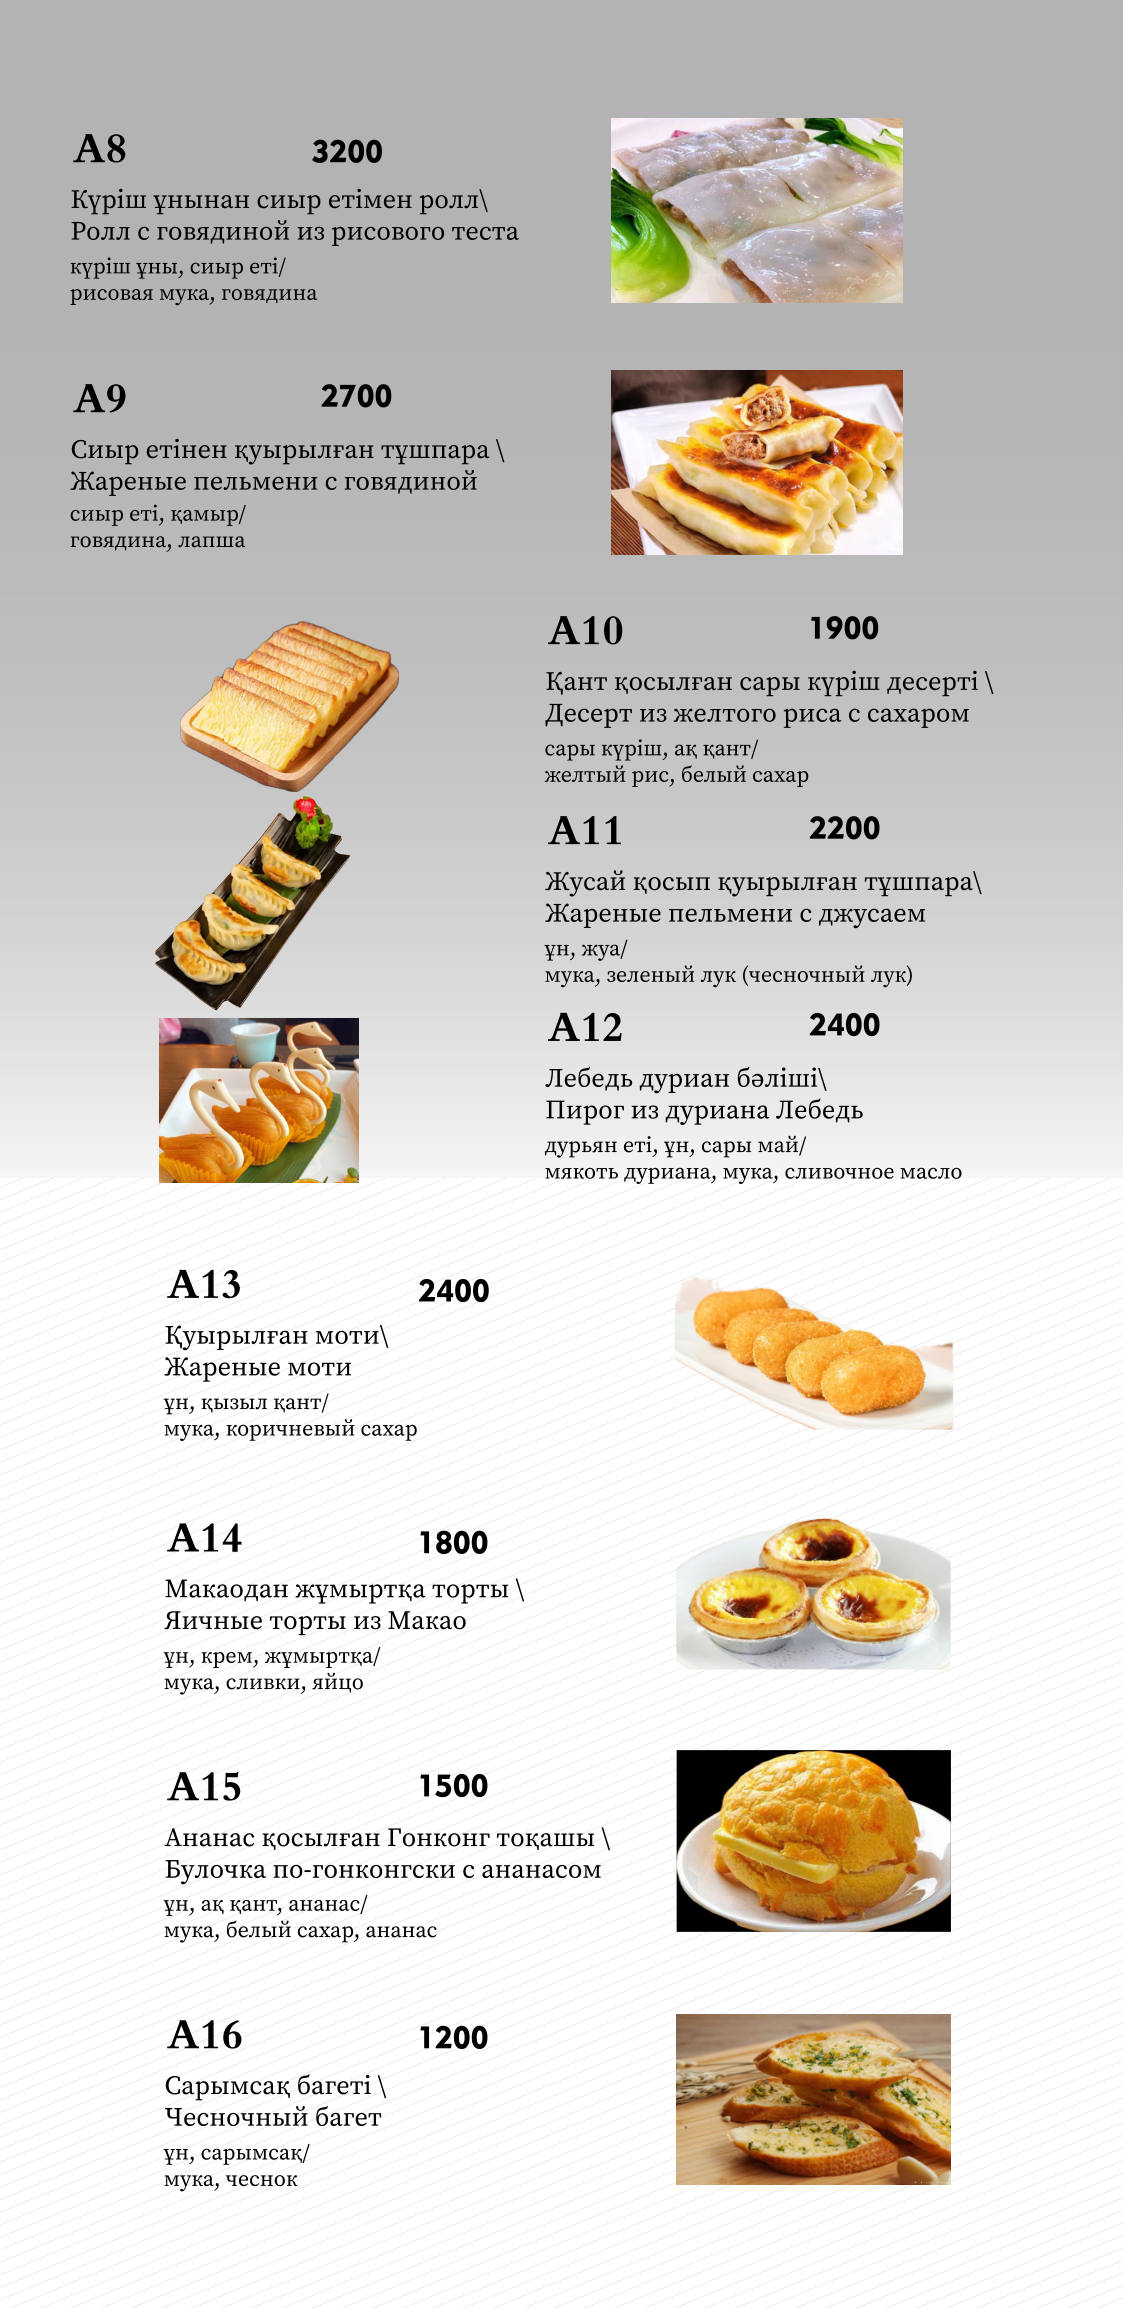 A8
3200
Күріш ұнынан сиыр етімен ролл\
Ролл с говядиной из рисового теста
күріш ұны, сиыр еті/
рисовая мука, говядина
A9
2700
Сиыр етінен қуырылған тұшпара \
Жареные пельмени с говядиной
сиыр еті, қамыр/
говядина, лапша
A10
1900
Қант қосылған сары күріш десерті \
Десерт из желтого риса с сахаром
сары күріш, ақ қант/
желтый рис, белый сахар
A11
2200
Жусай қосып қуырылған тұшпара\
Жареные пельмени с джусаем
ұн, жуа/
мука, зеленый лук (чесночный лук)
A12
2400
Лебедь дуриан бәліші\
Пирог из дуриана Лебедь
дурьян еті, ұн, сары май/
мякоть дуриана, мука, сливочное масло
A13
2400
Қуырылған моти\
Жареные моти
ұн, қызыл қант/
мука, коричневый сахар
A14
1800
Макаодан жұмыртқа торты \
Яичные торты из Макао
ұн, крем, жұмыртқа/
мука, сливки, яйцо
A15
1500
Ананас қосылған Гонконг тоқашы \
Булочка по-гонконгски с ананасом
ұн, ақ қант, ананас/
мука, белый сахар, ананас
A16
1200
Сарымсақ багеті \
Чесночный багет
ұн, сарымсақ/
мука, чеснок